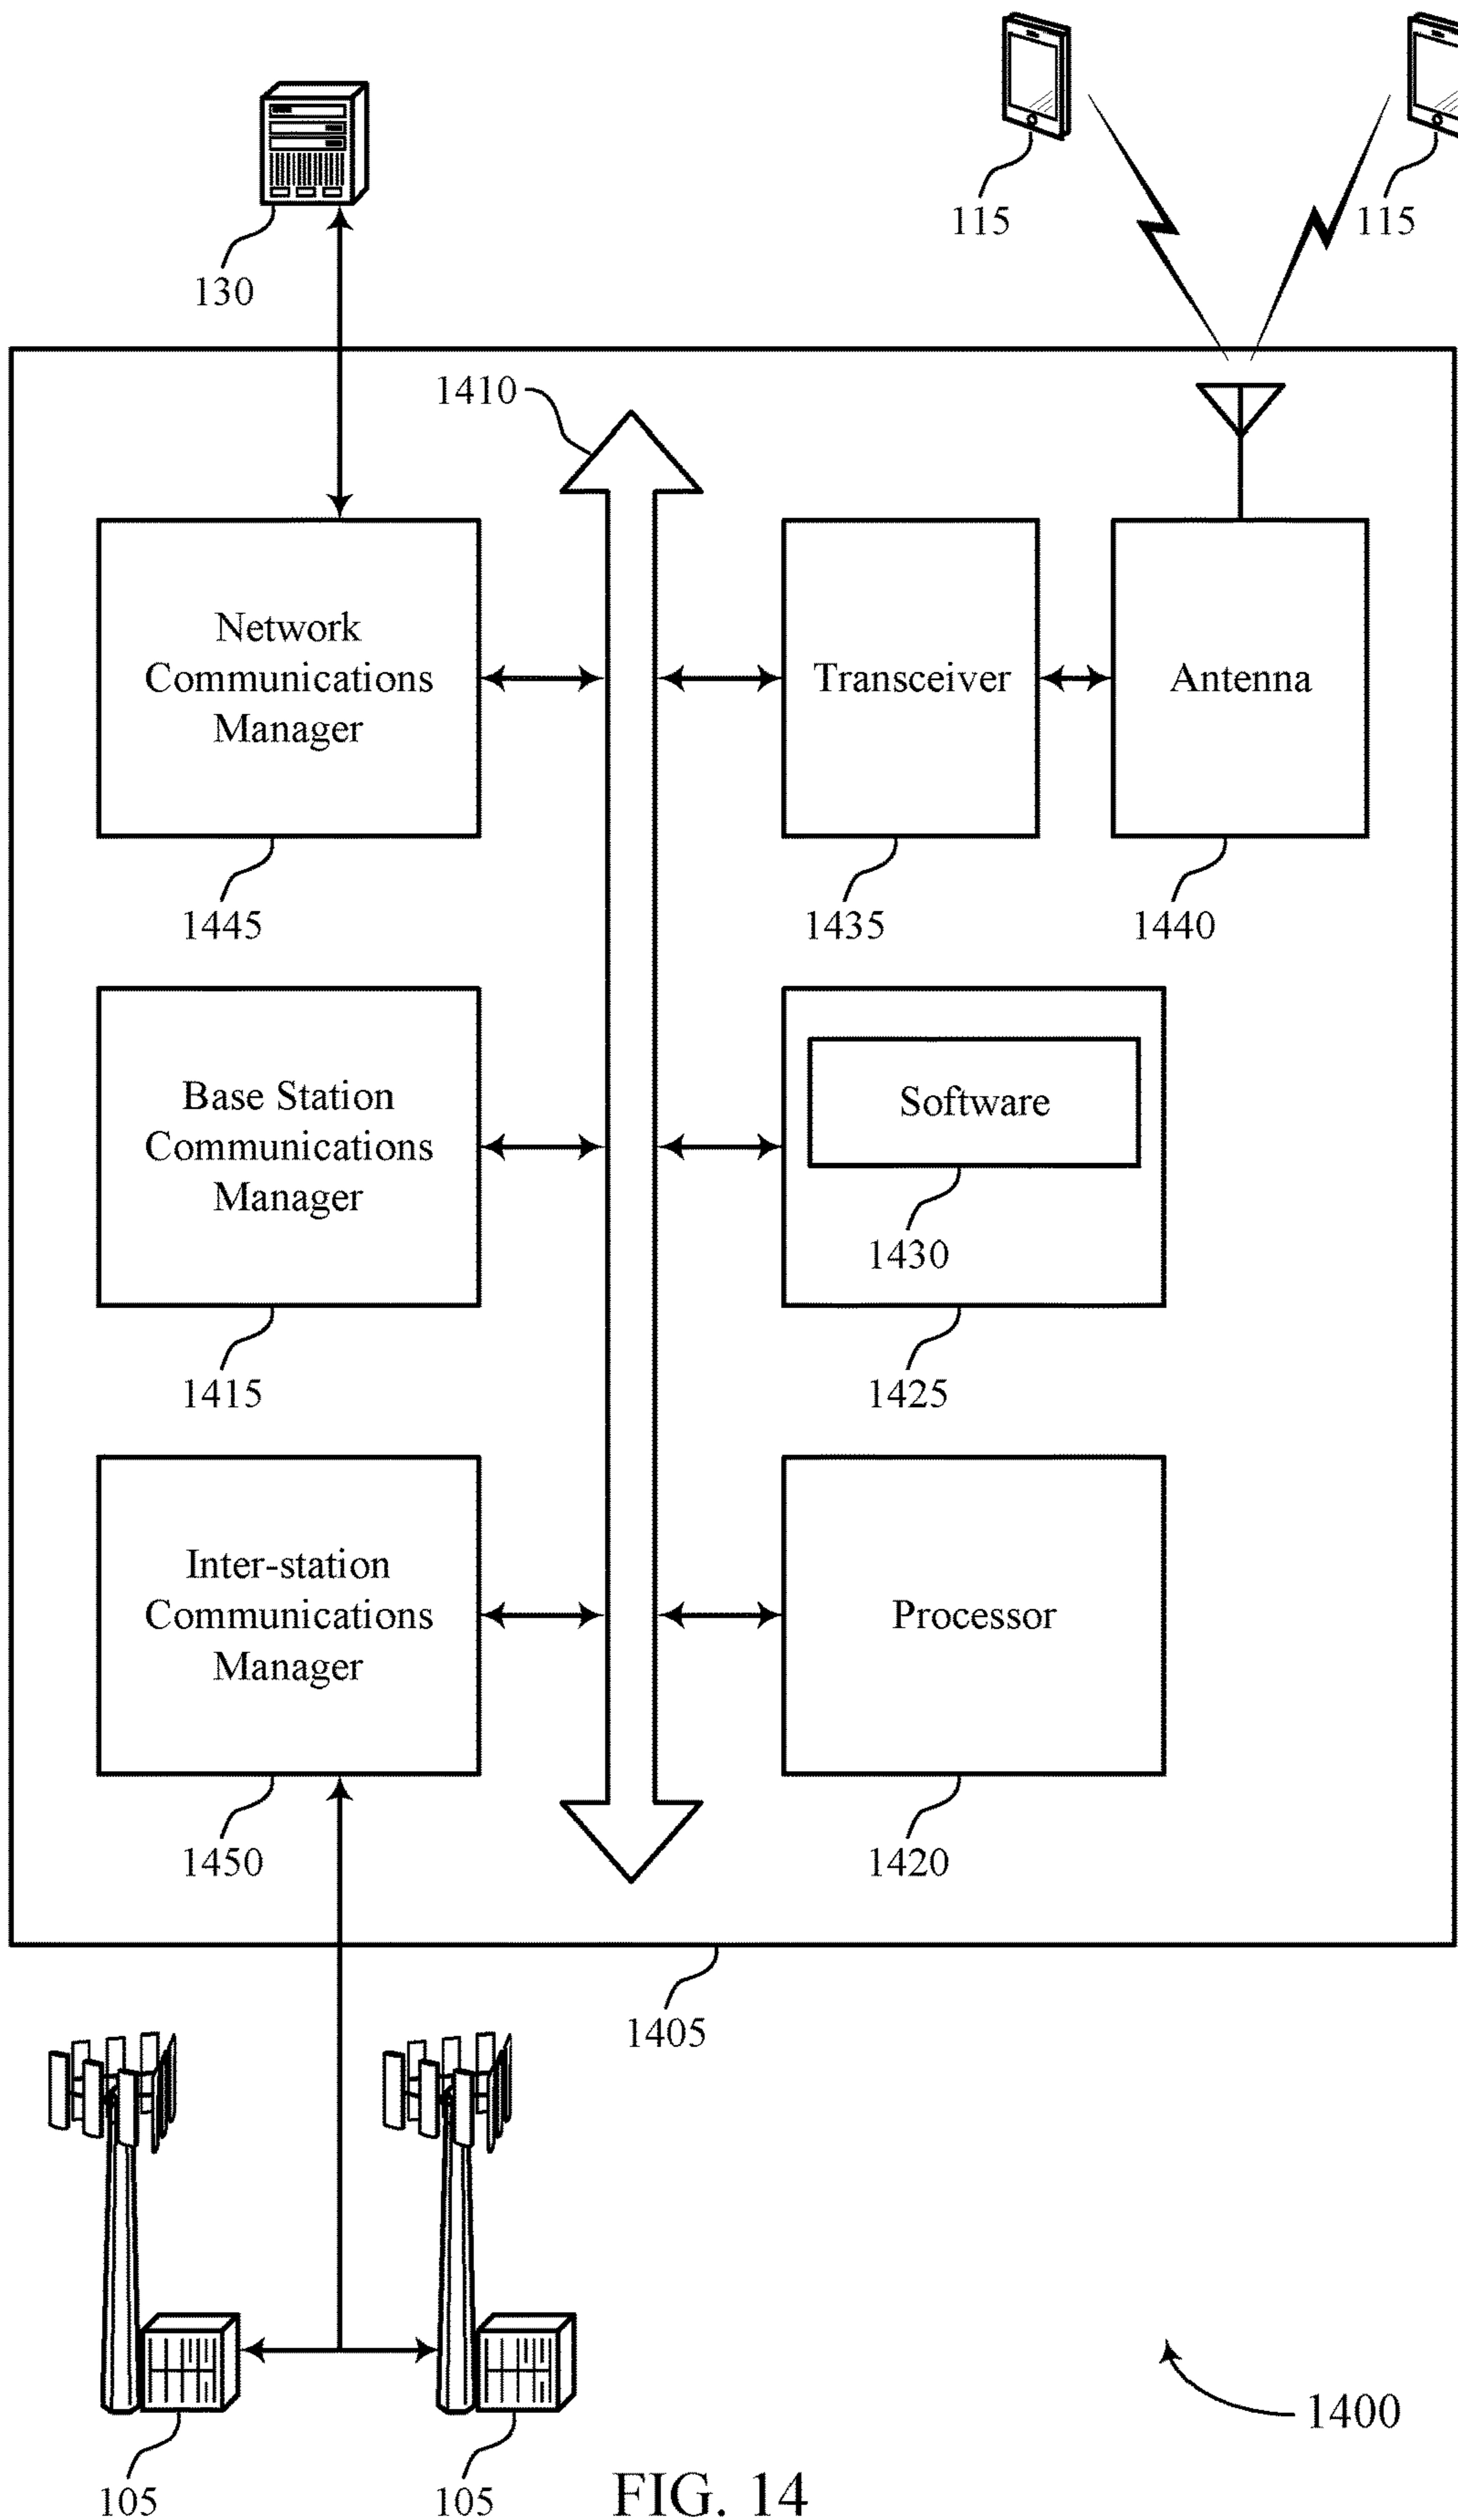 115
115
130
1410
Network
Communications
Manager
Transceiver
Antenna
1445
1435
1440
Base Station
Communications
Manager
Software
1430
1415
1425
Inter-station
Communications
Manager
Processor
1450
1420
1405
1400
105
105
FIG. 14